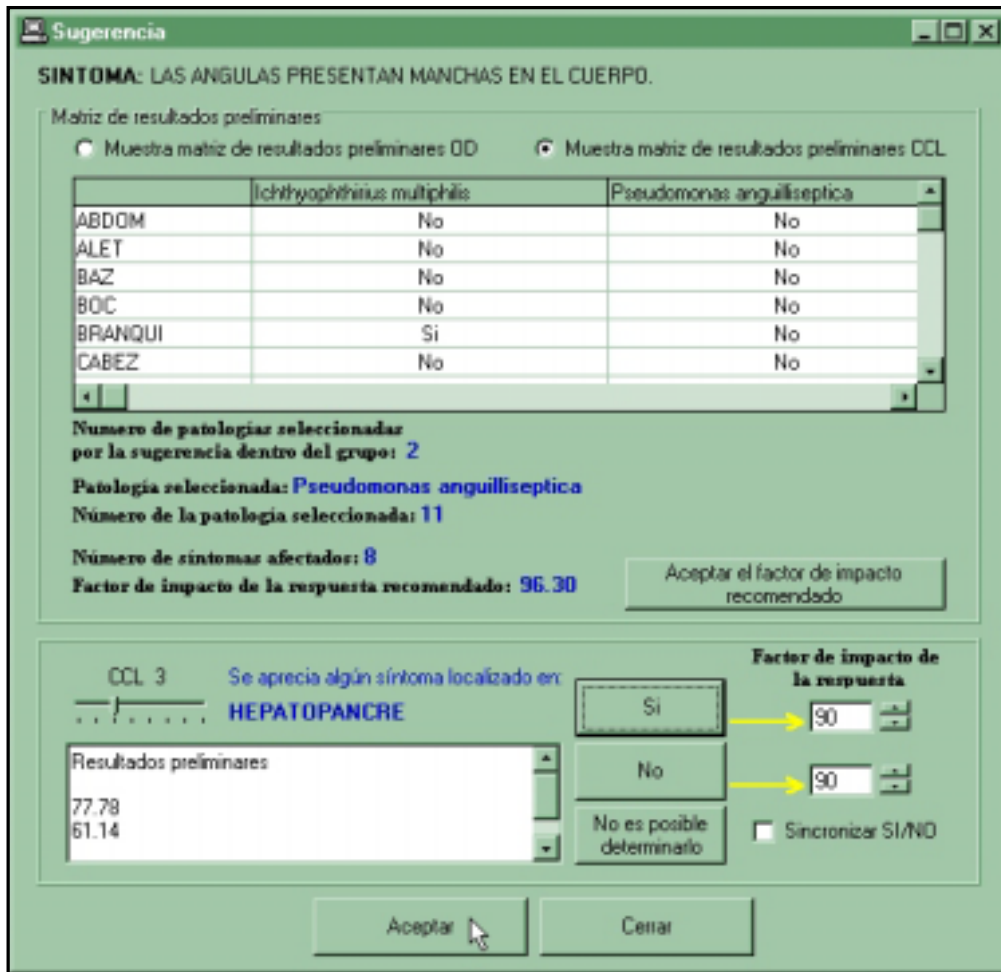 Sugerencia
SINTOMA: LAS ANGULAS PRESENTAN MANCHAS EN EL CUERPO.
Matriz de resultados preliminares
Muestra matriz de resultados preliminares OD
Muestra matriz de resultados preliminares CCL
Ichthyophthirius multiphilis Pseudomonas anguilliseptica
ABDOM No No
ALET No No
BAZ No No
BOC No No
BRANQUI Si No
CABEZ No No
Numero de patologías seleccionadas
por la sugerencia dentro del grupo: 2
Patología seleccionada: Pseudomonas anguilliseptica
Número de la patología seleccionada: 11
Número de síntomas afectados: 8
Factor de impacto de la respuesta recomendado: 96.30
Aceptar el factor de impacto
recomendado
CCL 3
Se aprecia algún síntoma localizado en:
HEPATOPANCRE
Resultados preliminares
77.78
61.14
Si
No
No es posible
determinarlo
Factor de impacto de
la respuesta
90
90
Sincronizar SI/NO
Aceptar
Cerrar